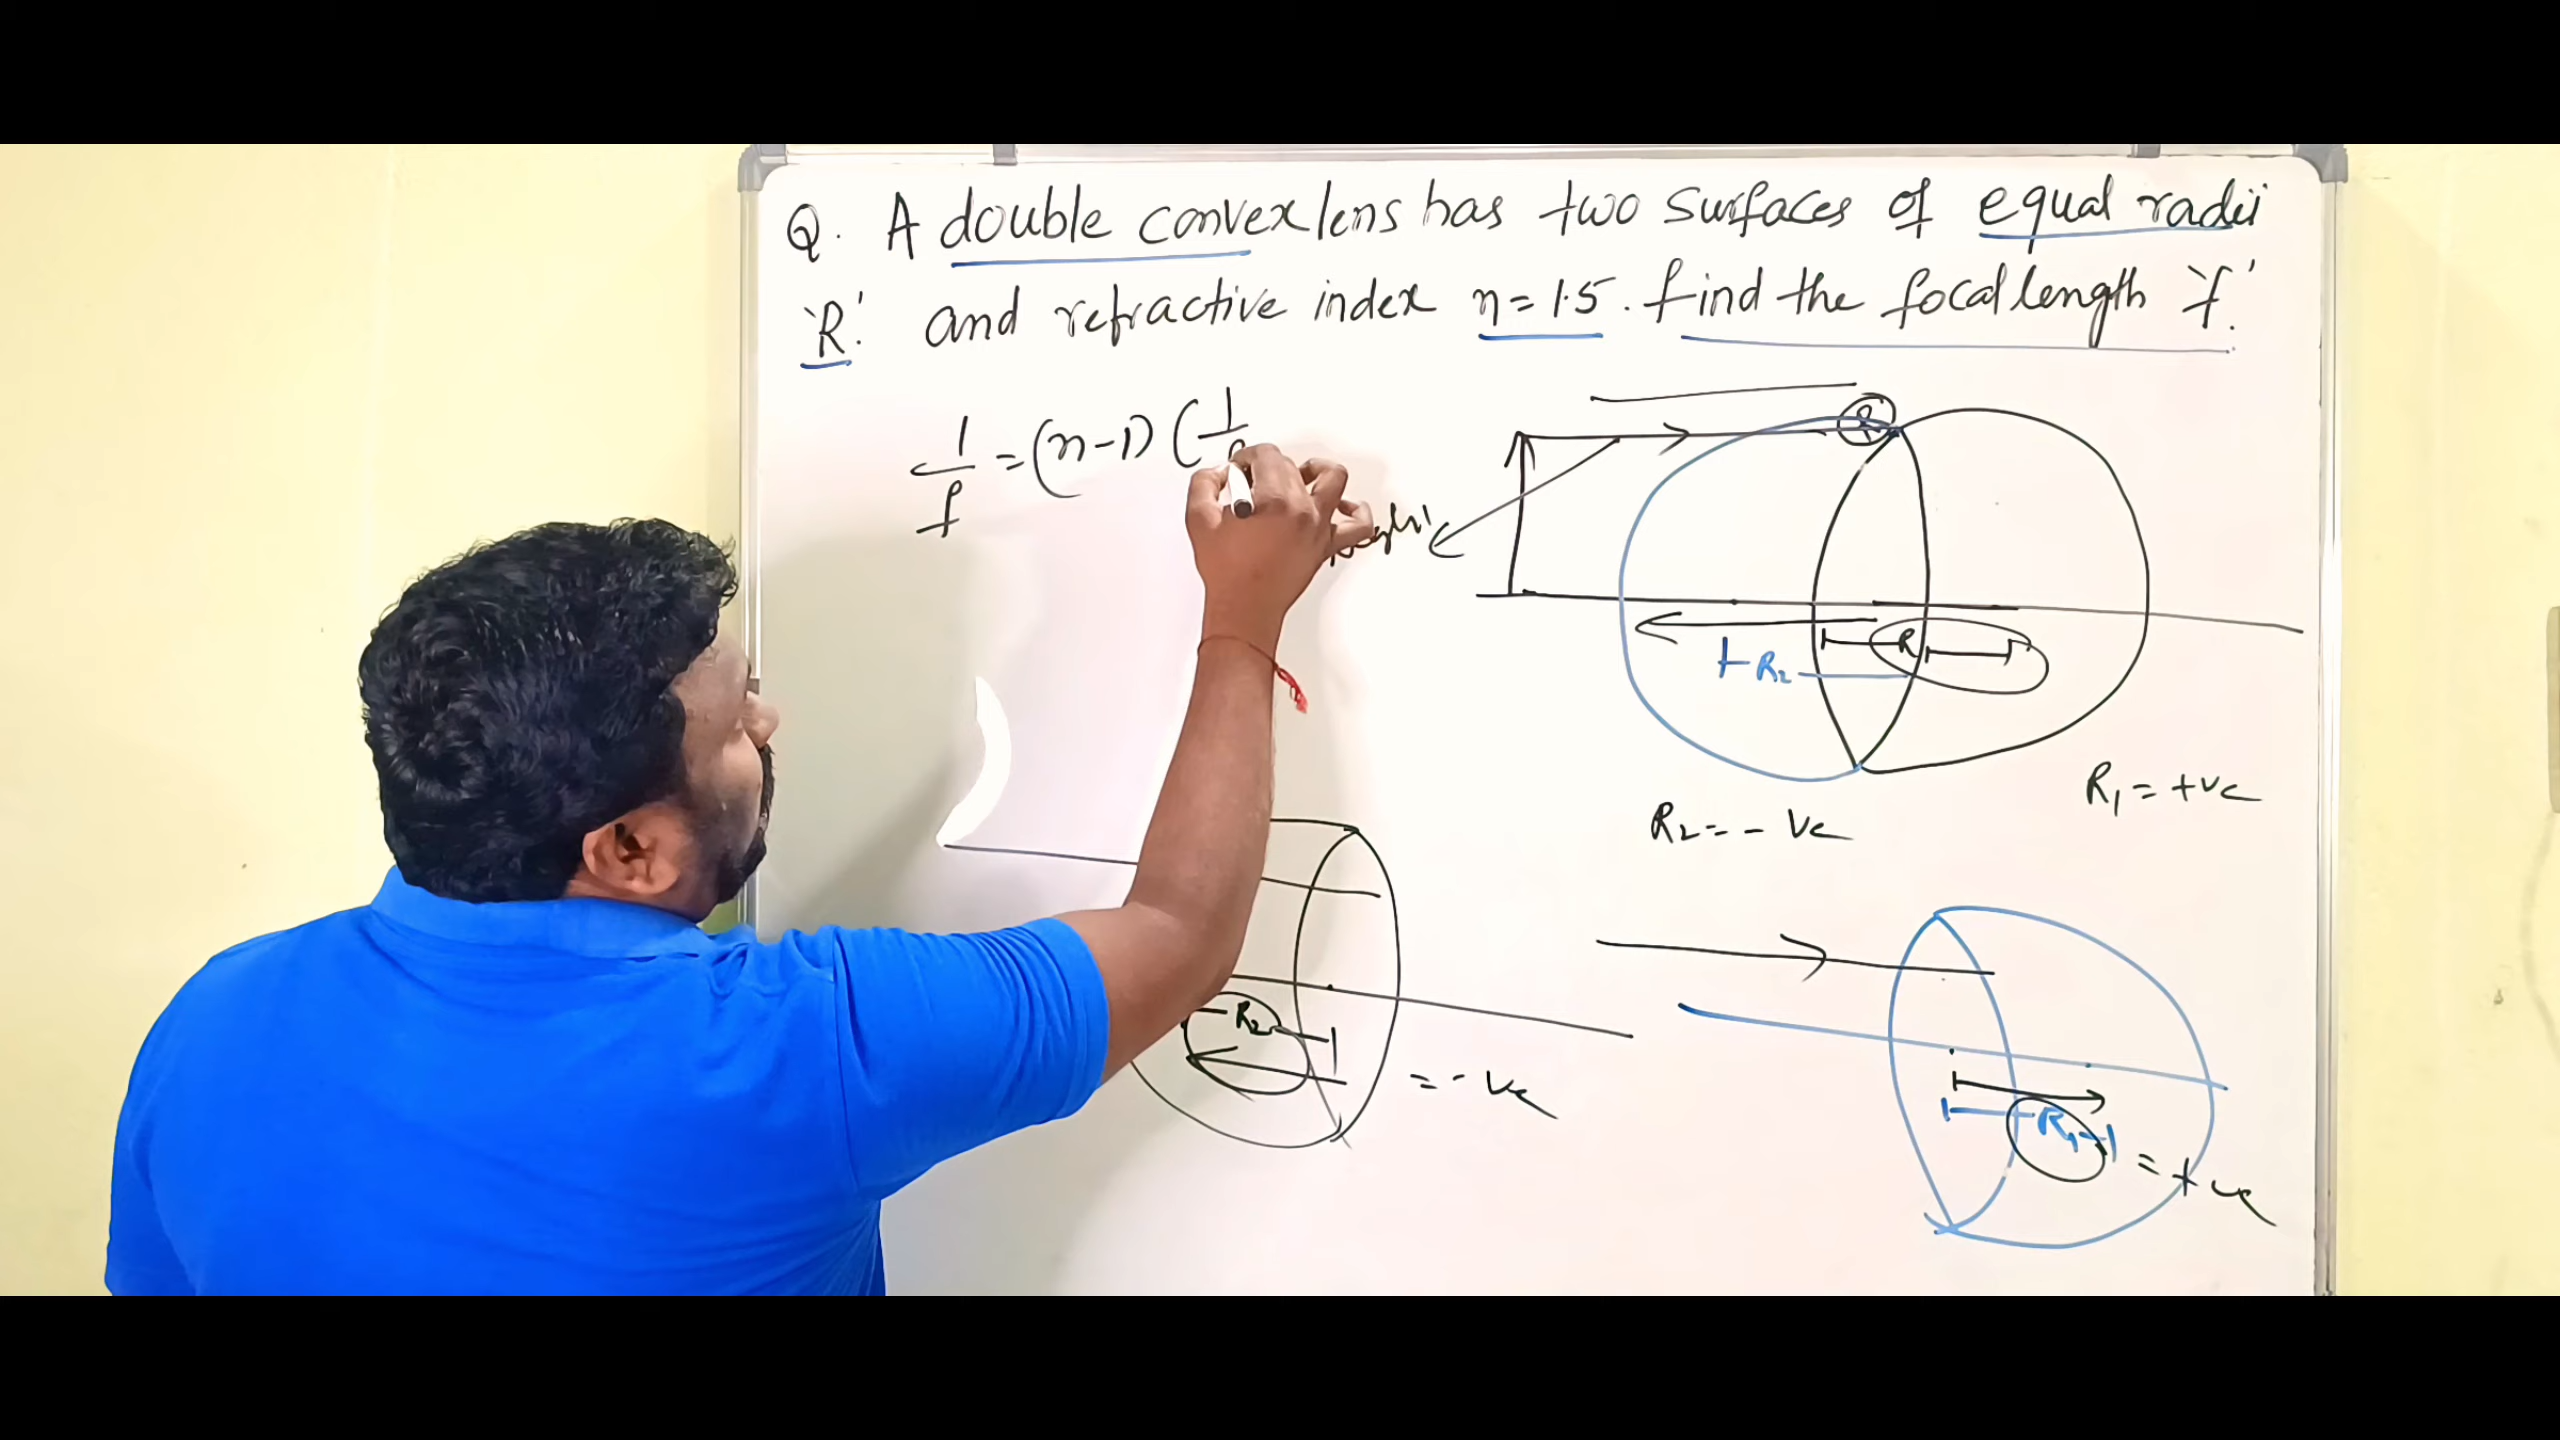 Q. A double convex lens has two surfaces of equal radii
'R'. and refractive index η = 1.5. find the focal length 'f'.
1/f = (n-1) (1/
R
R
R₂
R₁ = +ve
R₂ = - ve
R₂
= - ve
R₁
= + ve